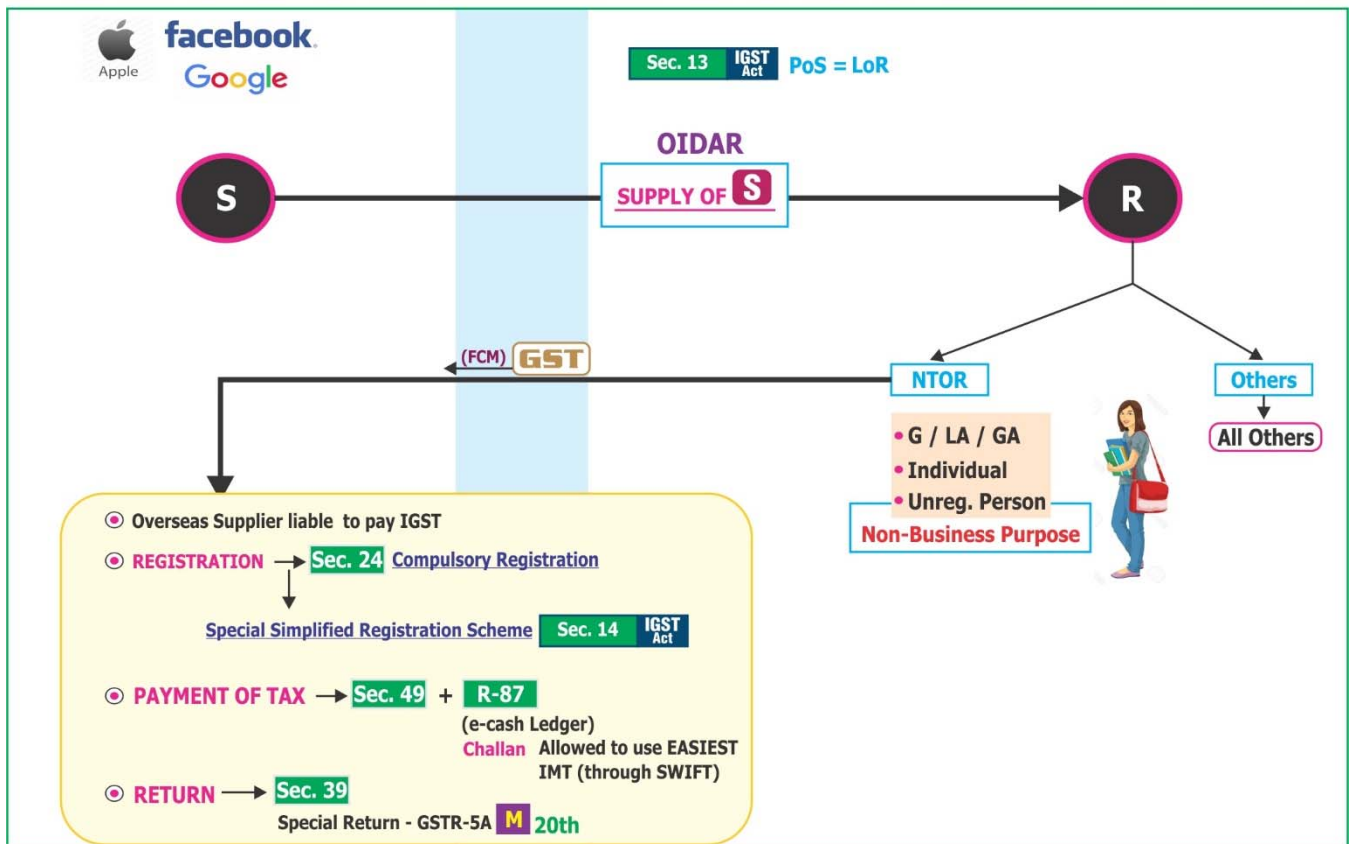 facebook
Apple
Google
Sec. 13 IGST Act PoS = LoR
OIDAR
S
SUPPLY OF S
R
(FCM) GST
NTOR
Others
• G / LA / GA
• Individual
• Unreg. Person
Non-Business Purpose
All Others
Overseas Supplier liable to pay IGST
REGISTRATION → Sec. 24 Compulsory Registration
Special Simplified Registration Scheme Sec. 14 IGST Act
PAYMENT OF TAX → Sec. 49 + R-87
(e-cash Ledger)
Challan Allowed to use EASIEST
IMT (through SWIFT)
RETURN → Sec. 39
Special Return - GSTR-5A M 20th